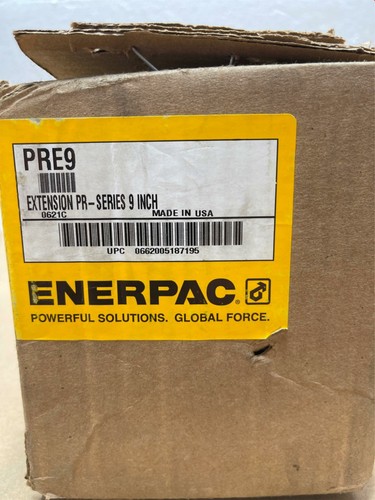 PRE9
EXTENSION PR-SERIES 9 INCH
0621C MADE IN USA
UPC 0662005187195
ENERPAC
POWERFUL SOLUTIONS. GLOBAL FORCE.